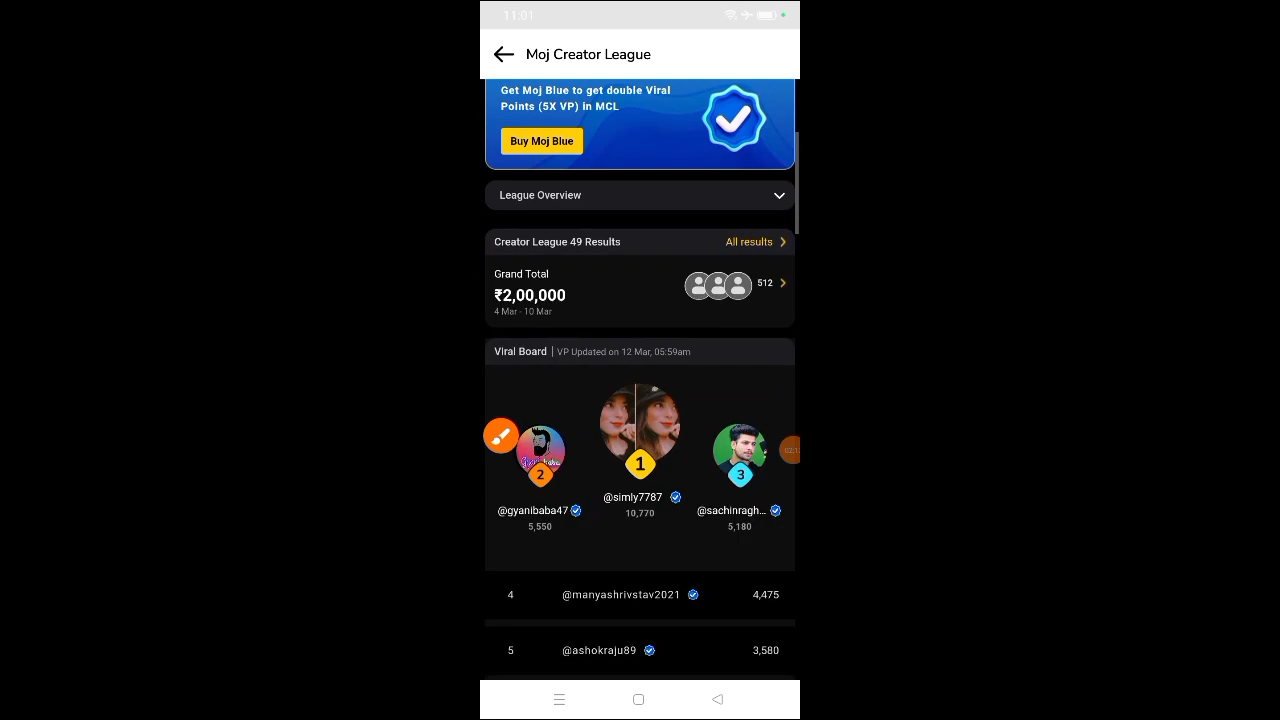 11:01
Moj Creator League
Get Moj Blue to get double Viral
Points (5X VP) in MCL
Buy Moj Blue
League Overview
Creator League 49 Results
All results
Grand Total
₹2,00,000
512
4 Mar - 10 Mar
Viral Board | VP Updated on 12 Mar, 05:59am
1
2
3
@simly7787
10,770
@gyanibaba47
5,550
@sachinragh...
5,180
4 @manyashrivstav2021 4,475
5 @ashokraju89 3,580